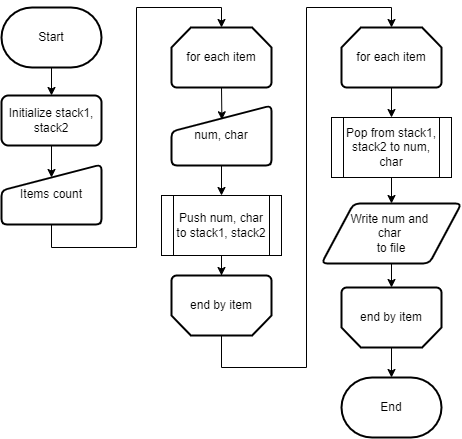 Start
Initialize stack1,
stack2
Items count
for each item
num, char
Push num, char
to stack1, stack2
end by item
for each item
Pop from stack1,
stack2 to num,
char
Write num and
char
to file
end by item
End